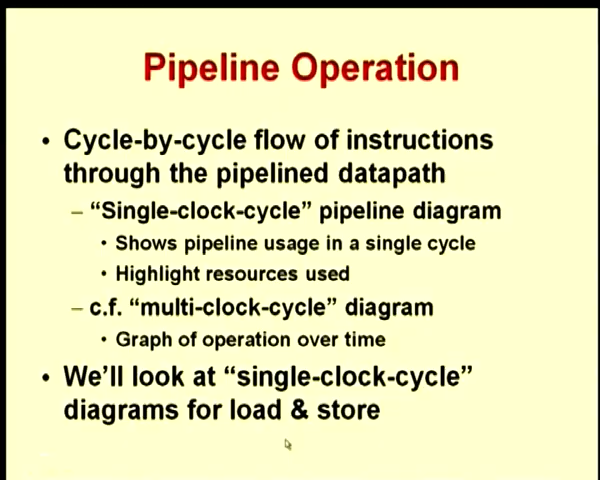 Pipeline Operation
• Cycle-by-cycle flow of instructions
through the pipelined datapath
– “Single-clock-cycle” pipeline diagram
• Shows pipeline usage in a single cycle
• Highlight resources used
– c.f. “multi-clock-cycle” diagram
• Graph of operation over time
• We’ll look at “single-clock-cycle”
diagrams for load & store